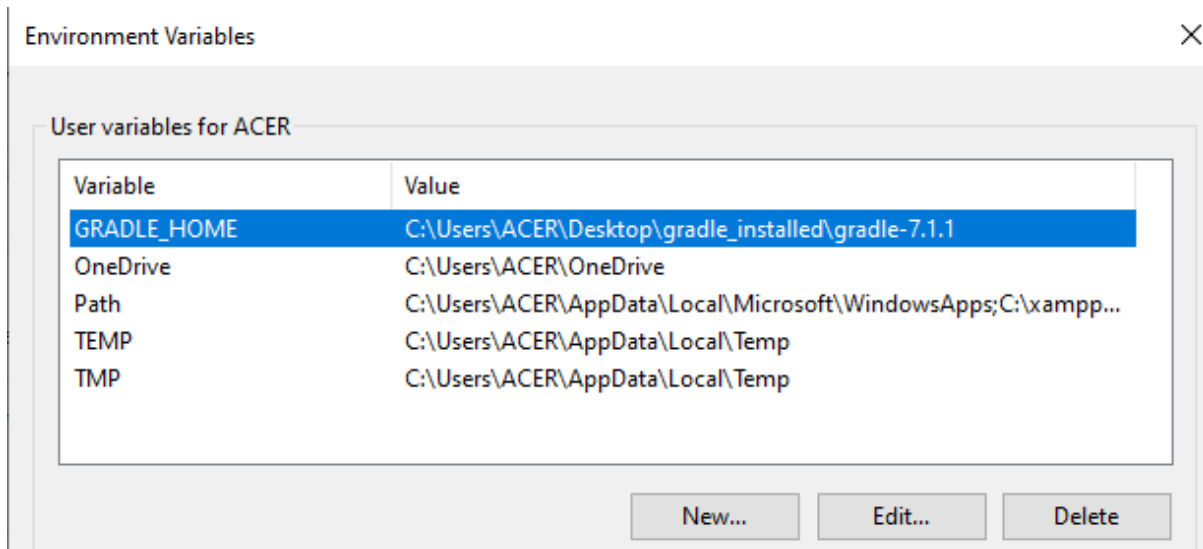 Environment Variables
User variables for ACER
Variable Value
GRADLE_HOME C:\Users\ACER\Desktop\gradle_installed\gradle-7.1.1
OneDrive C:\Users\ACER\OneDrive
Path C:\Users\ACER\AppData\Local\Microsoft\WindowsApps;C:\xampp...
TEMP C:\Users\ACER\AppData\Local\Temp
TMP C:\Users\ACER\AppData\Local\Temp
New... Edit... Delete